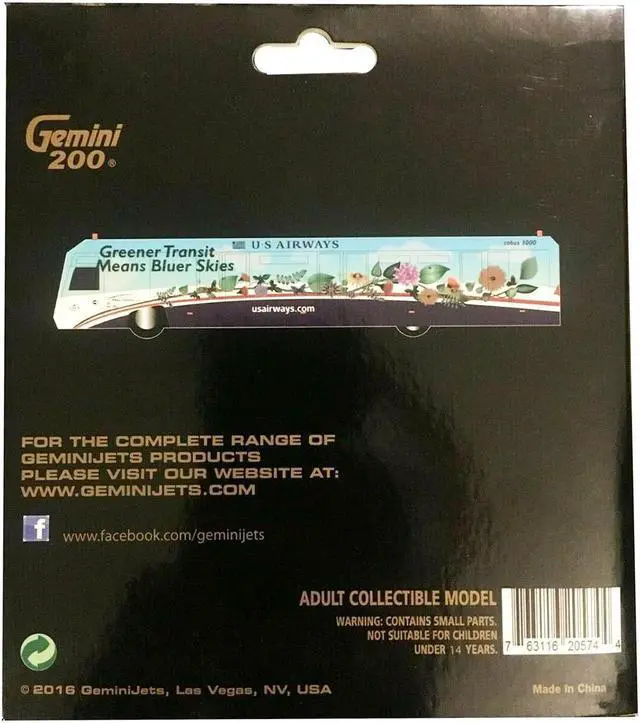 Gemini
200®
U·S AIRWAYS
cobus 3000
Greener Transit
Means Bluer Skies
usairways.com
FOR THE COMPLETE RANGE OF
GEMINIJETS PRODUCTS
PLEASE VISIT OUR WEBSITE AT:
WWW.GEMINIJETS.COM
f www.facebook.com/geminijets
ADULT COLLECTIBLE MODEL
WARNING: CONTAINS SMALL PARTS.
NOT SUITABLE FOR CHILDREN
UNDER 14 YEARS.
7 63116 20574 4
©2016 GeminiJets, Las Vegas, NV, USA
Made In China